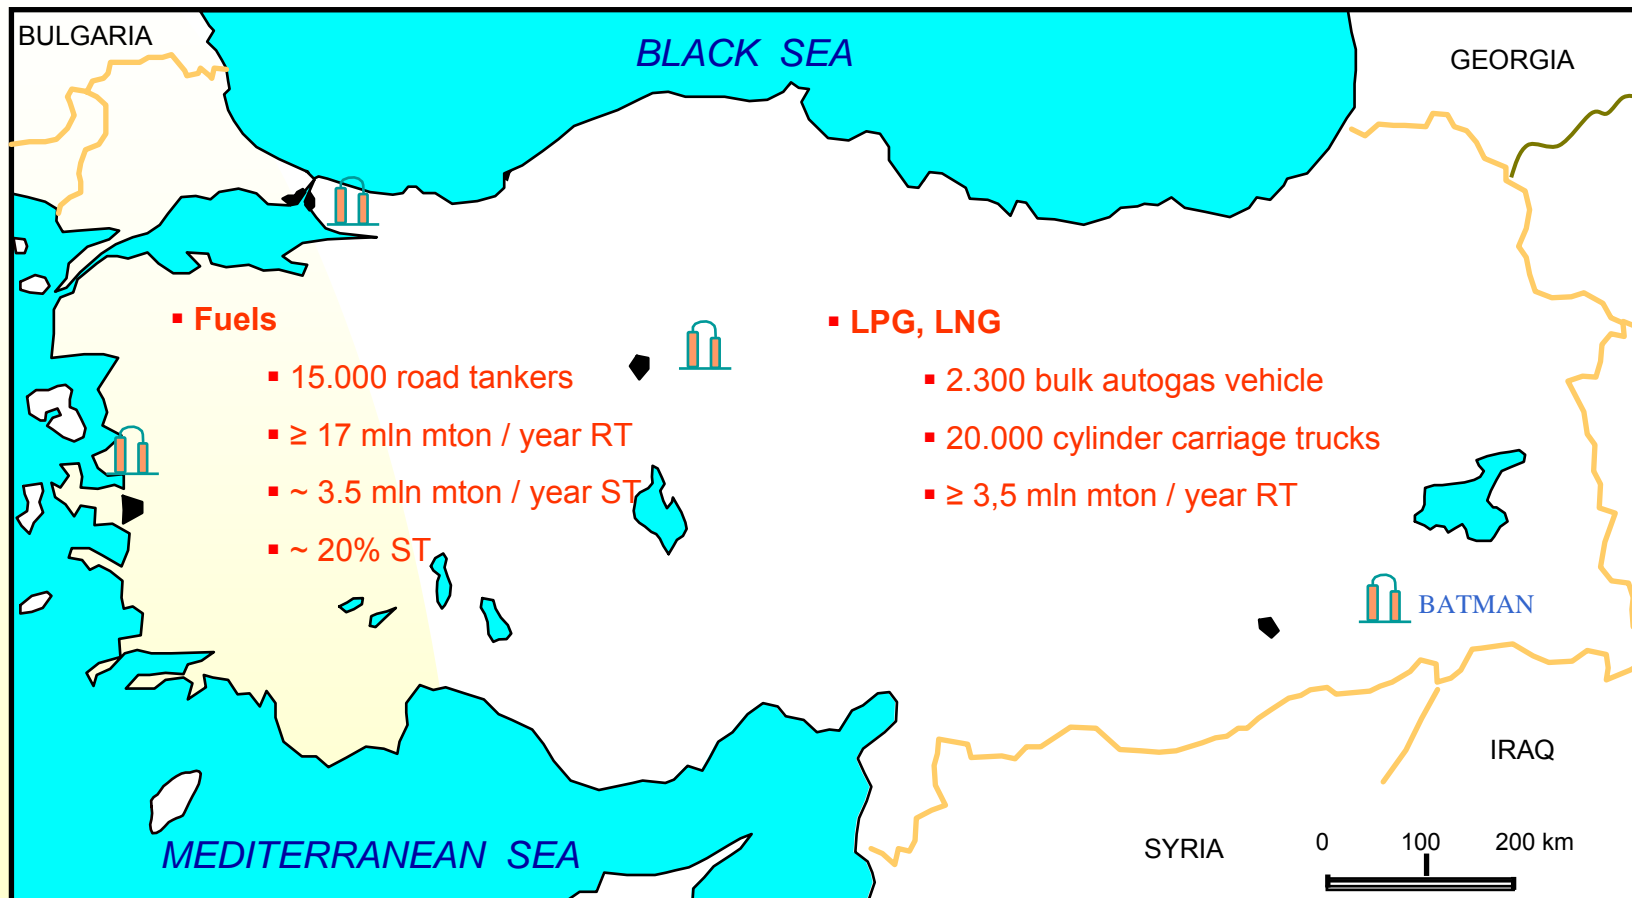 BULGARIA
BLACK SEA
GEORGIA
▪ Fuels
▪ 15.000 road tankers
▪ ≥ 17 mln mton / year RT
▪ ~ 3.5 mln mton / year ST
▪ ~ 20% ST
▪ LPG, LNG
▪ 2.300 bulk autogas vehicle
▪ 20.000 cylinder carriage trucks
▪ ≥ 3,5 mln mton / year RT
BATMAN
IRAQ
SYRIA
MEDITERRANEAN SEA
0 100 200 km